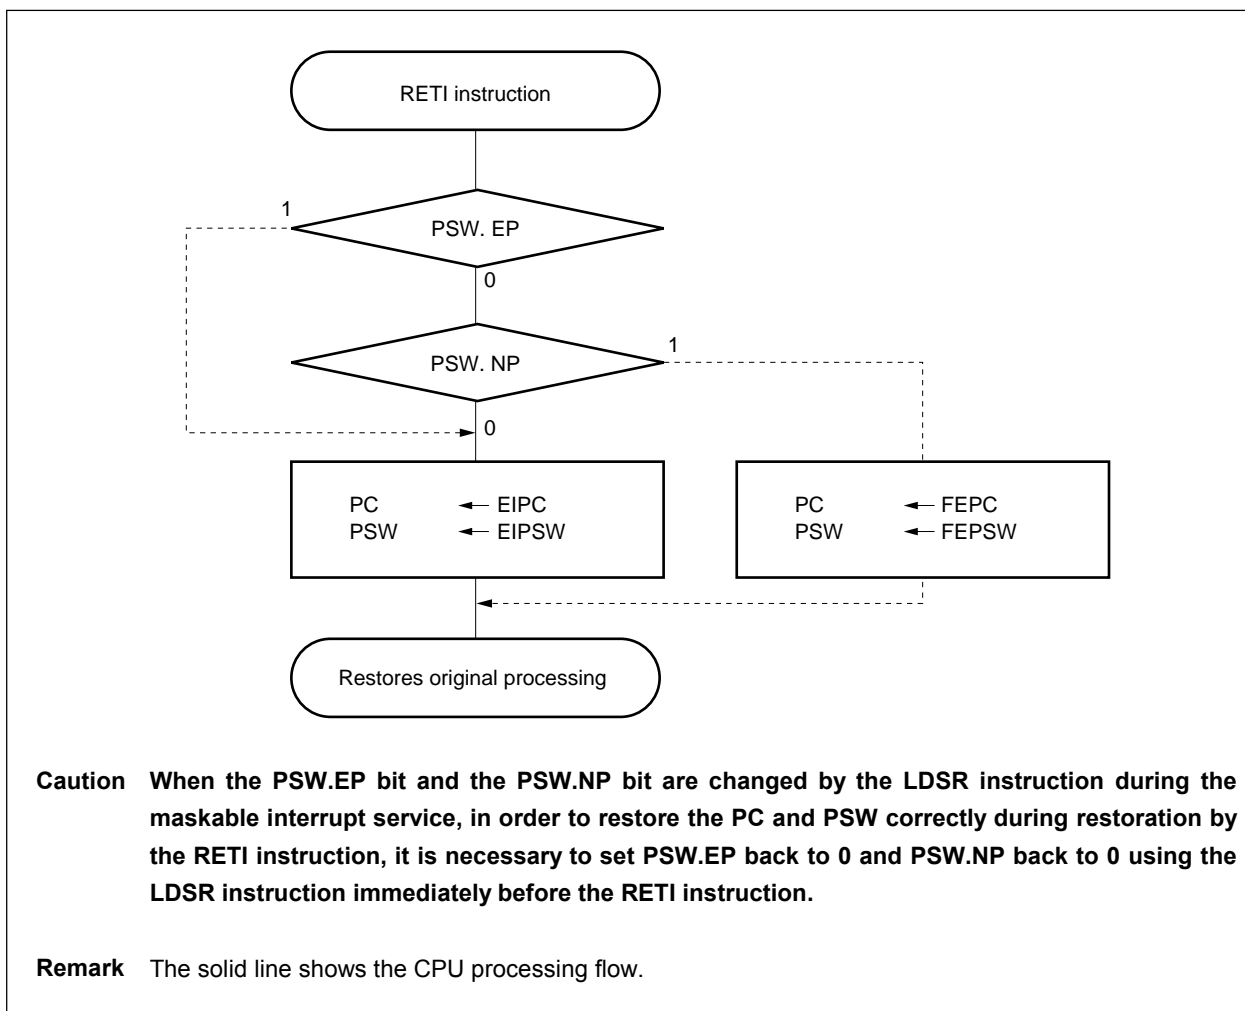 RETI instruction
1
PSW. EP
0
1
PSW. NP
0
PC ← EIPC
PSW ← EIPSW
PC ← FEPC
PSW ← FEPSW
Restores original processing
Caution When the PSW.EP bit and the PSW.NP bit are changed by the LDSR instruction during the
maskable interrupt service, in order to restore the PC and PSW correctly during restoration by
the RETI instruction, it is necessary to set PSW.EP back to 0 and PSW.NP back to 0 using the
LDSR instruction immediately before the RETI instruction.
Remark The solid line shows the CPU processing flow.